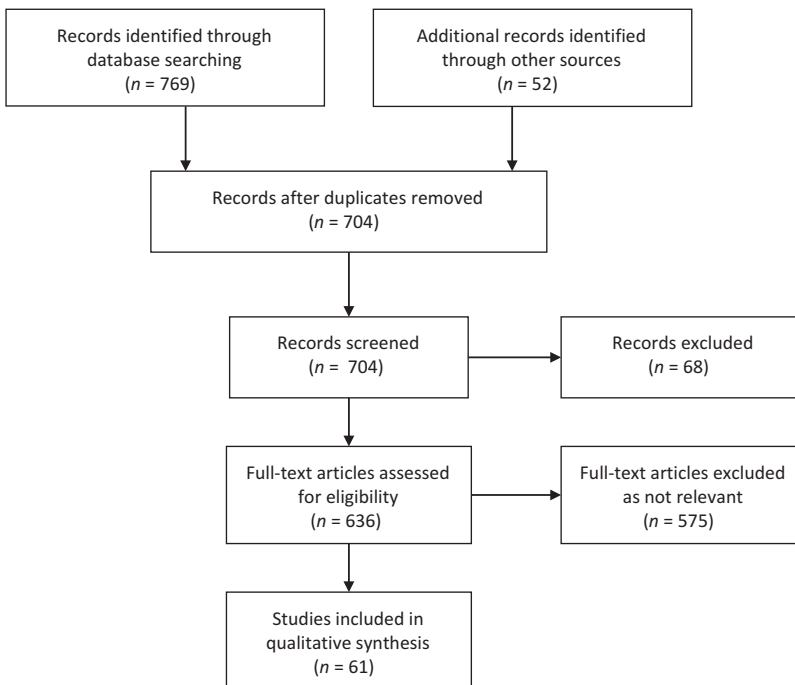 Records identified through
database searching
(n = 769)
Additional records identified
through other sources
(n = 52)
Records after duplicates removed
(n = 704)
Records screened
(n = 704)
Records excluded
(n = 68)
Full-text articles assessed
for eligibility
(n = 636)
Full-text articles excluded
as not relevant
(n = 575)
Studies included in
qualitative synthesis
(n = 61)